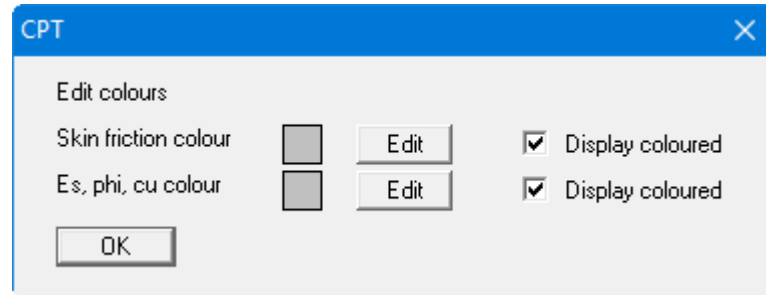 CPT
Edit colours
Skin friction colour Edit Display coloured
Es, phi, cu colour Edit Display coloured
OK